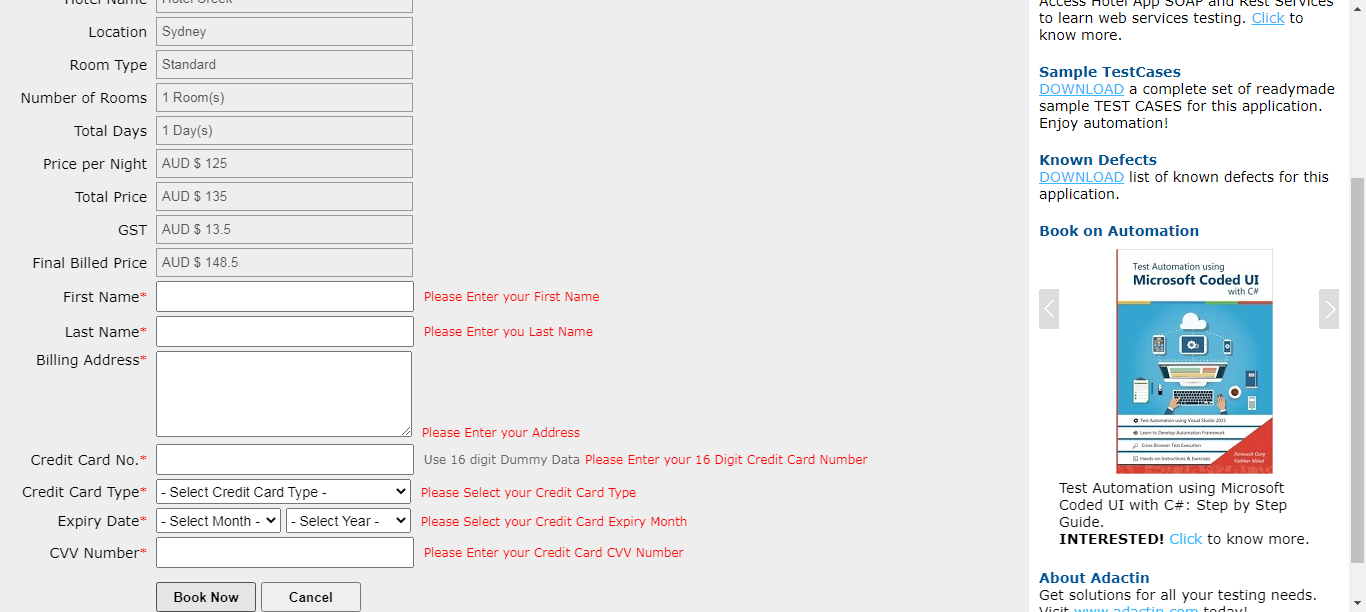 Hotel Name Hotel Creek
Location Sydney
Room Type Standard
Number of Rooms 1 Room(s)
Total Days 1 Day(s)
Price per Night AUD $ 125
Total Price AUD $ 135
GST AUD $ 13.5
Final Billed Price AUD $ 148.5
First Name* Please Enter your First Name
Last Name* Please Enter you Last Name
Billing Address*
Please Enter your Address
Credit Card No.* Use 16 digit Dummy Data Please Enter your 16 Digit Credit Card Number
Credit Card Type* - Select Credit Card Type - Please Select your Credit Card Type
Expiry Date* - Select Month - - Select Year - Please Select your Credit Card Expiry Month
CVV Number* Please Enter your Credit Card CVV Number
Book Now Cancel
Access Hotel App SOAP and Rest Services
to learn web services testing. Click to
know more.
Sample TestCases
DOWNLOAD a complete set of readymade
sample TEST CASES for this application.
Enjoy automation!
Known Defects
DOWNLOAD list of known defects for this
application.
Book on Automation
Test Automation using
Microsoft Coded UI
with C#
Test Automation using Visual Studio 2015
Learn to Develop Automation Framework
Cross Browser Test Execution
Hands-on Instructions & Exercises
Navneesh Garg
Vaibhav Mittal
Test Automation using Microsoft
Coded UI with C#: Step by Step
Guide.
INTERESTED! Click to know more.
About Adactin
Get solutions for all your testing needs.
Visit www.adactin.com today!